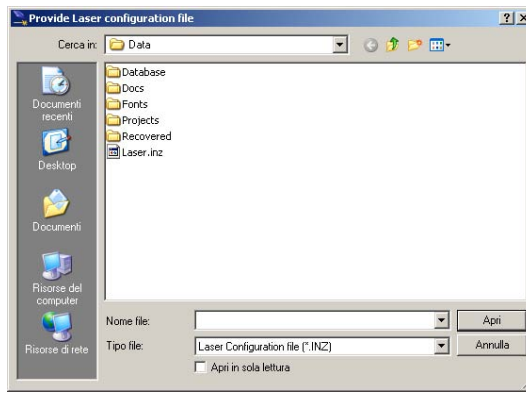 Provide Laser configuration file
Cerca in:
Data
Documenti
recenti
Desktop
Documenti
Risorse del
computer
Risorse di rete
Database
Docs
Fonts
Projects
Recovered
Laser.inz
Nome file:
Apri
Tipo file:
Laser Configuration file (*.INZ)
Annulla
Apri in sola lettura